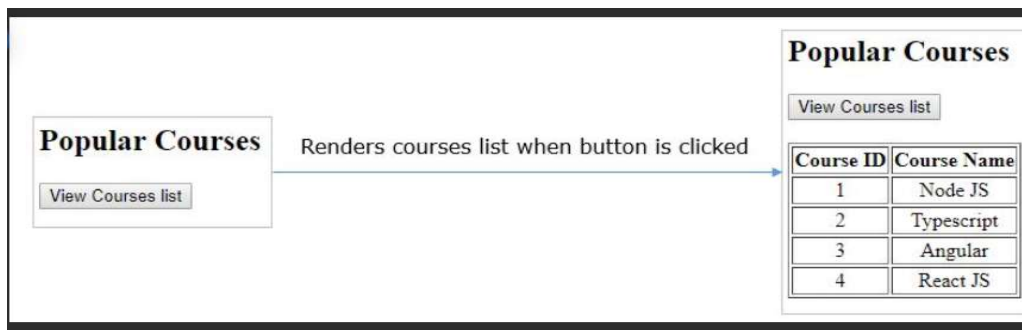 Popular Courses
View Courses list
Renders courses list when button is clicked
Popular Courses
View Courses list
Course ID Course Name
1 Node JS
2 Typescript
3 Angular
4 React JS